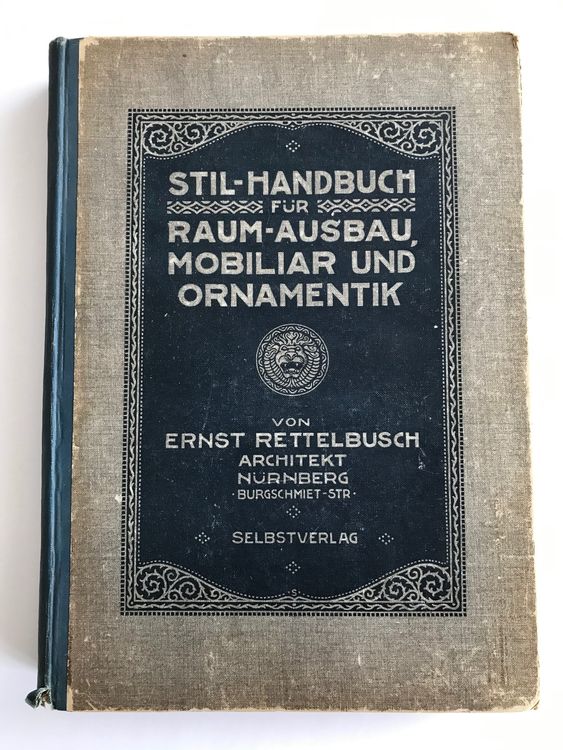 STIL-HANDBUCH
FÜR
RAUM-AUSBAU,
MOBILIAR UND
ORNAMENTIK
VON
ERNST RETTELBUSCH
ARCHITEKT
NÜRNBERG
·BURGSCHMIET-STR·
SELBSTVERLAG